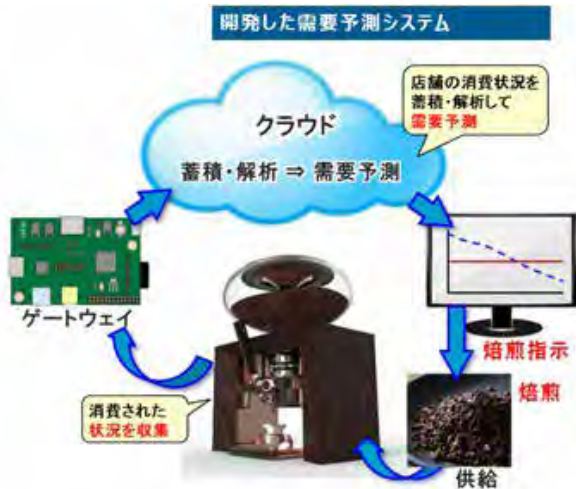 開発した需要予測システム
店舗の消費状況を
蓄積・解析して
需要予測
クラウド
蓄積・解析 ⇒ 需要予測
ゲートウェイ
焙煎指示
焙煎
消費された
状況を収集
供給